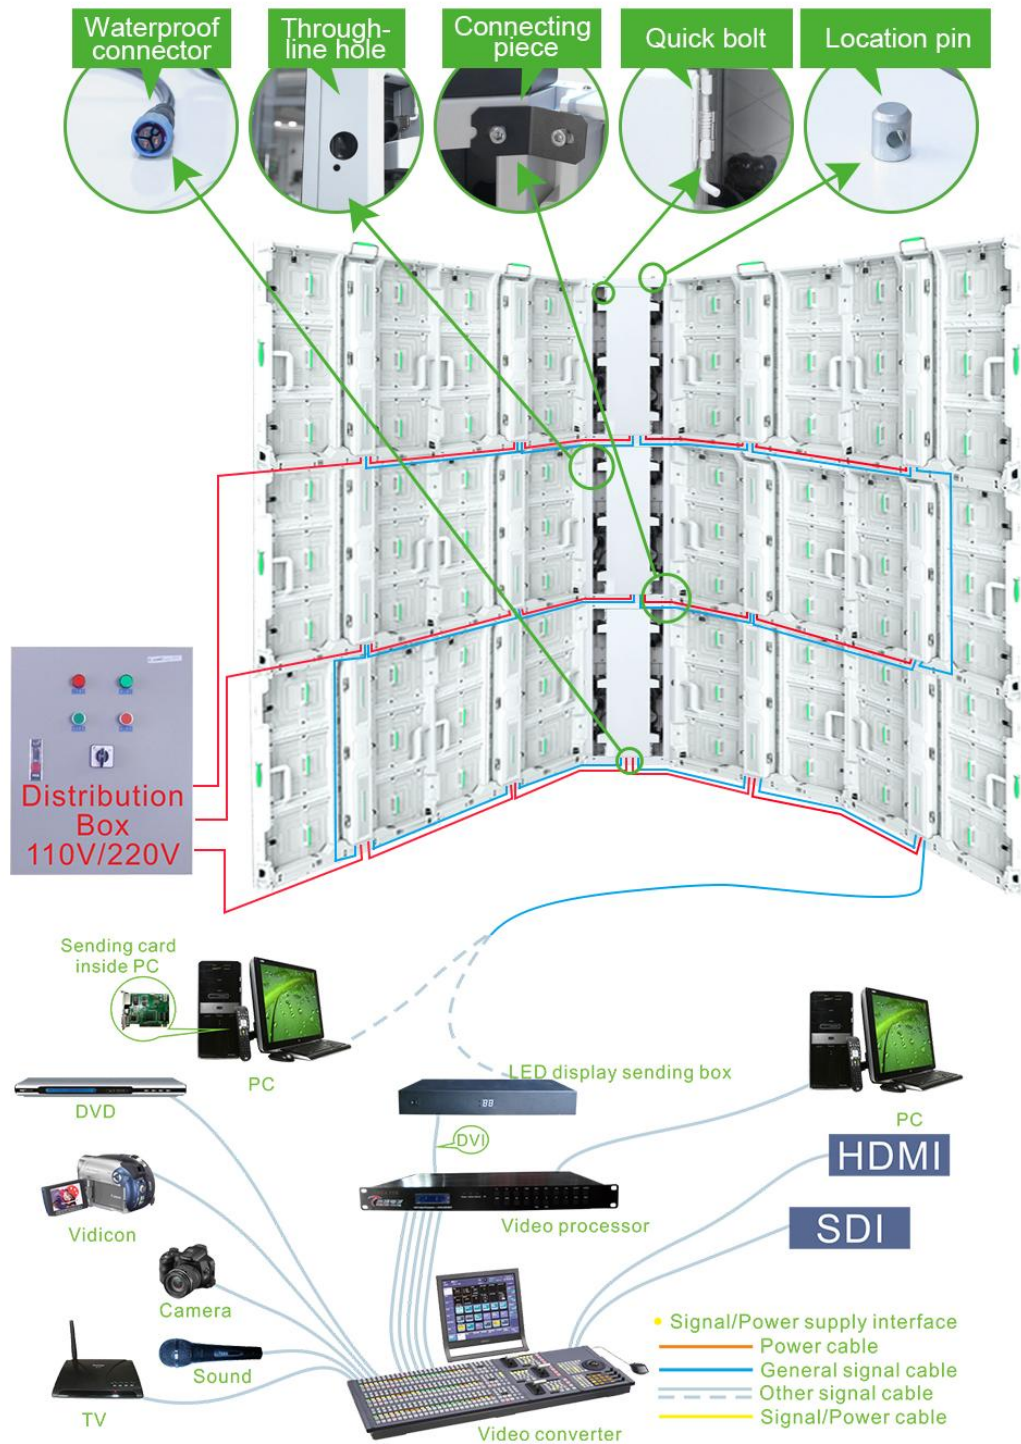 Waterproof
connector
Through-
line hole
Connecting
piece
Quick bolt
Location pin
Distribution
Box
110V/220V
Sending card
inside PC
PC
LED display sending box
PC
DVD
DVI
HDMI
Vidicon
Video processor
SDI
Camera
Sound
TV
Video converter
Signal/Power supply interface
Power cable
General signal cable
Other signal cable
Signal/Power cable